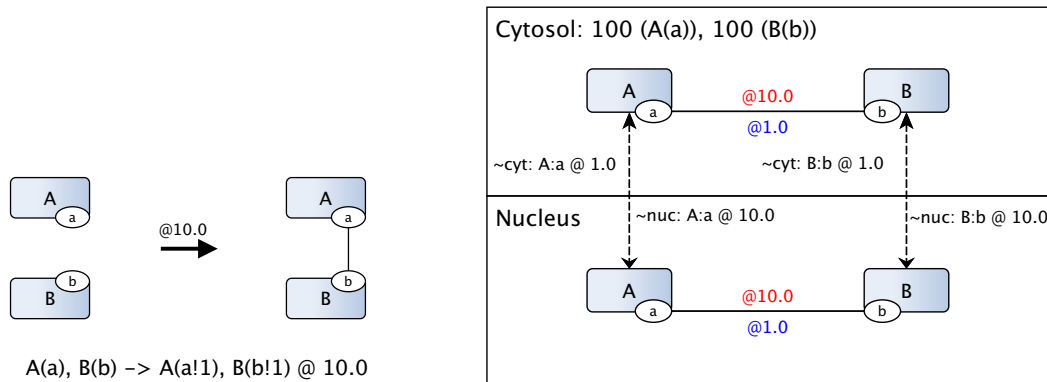 A
a
@10.0
b
B
A
a
b
B
A(a), B(b) –> A(a!1), B(b!1) @ 10.0
Cytosol: 100 (A(a)), 100 (B(b))
A
a
@10.0
@1.0
B
b
~cyt: A:a @ 1.0
~cyt: B:b @ 1.0
Nucleus
~nuc: A:a @ 10.0
~nuc: B:b @ 10.0
A
a
@10.0
@1.0
B
b